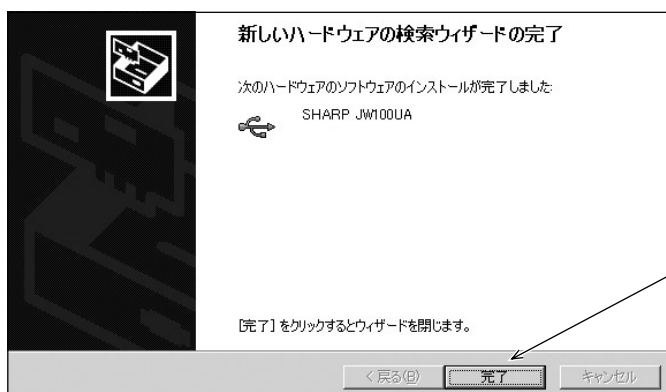 新しいハードウェアの検索ウィザードの完了
次のハードウェアのソフトウェアのインストールが完了しました:
SHARP JW100UA
[完了] をクリックするとウィザードを閉じます。
< 戻る(B) 完了 キャンセル